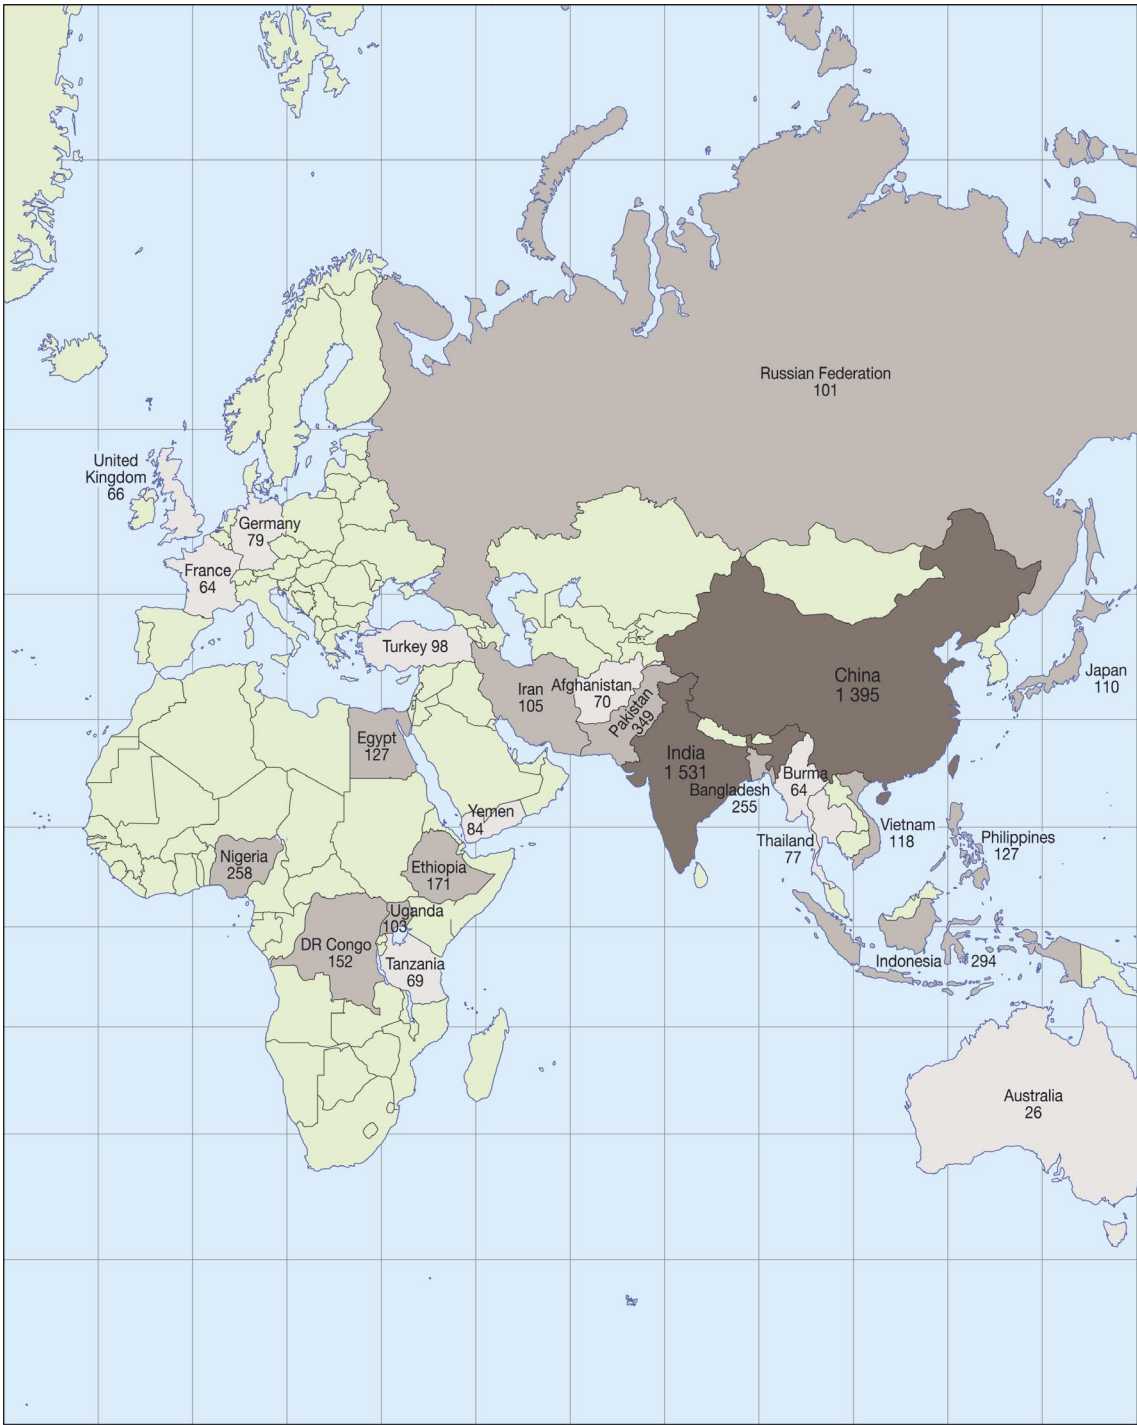 Russian Federation
101
United
Kingdom
66
Germany
79
France
64
Turkey 98
China
1 395
Japan
110
Iran
105
Afghanistan
70
Pakistan
349
Egypt
127
India
1 531
Burma
64
Bangladesh
255
Yemen
84
Vietnam
118
Philippines
127
Thailand
77
Nigeria
258
Ethiopia
171
Uganda
103
DR Congo
152
Tanzania
69
Indonesia 294
Australia
26